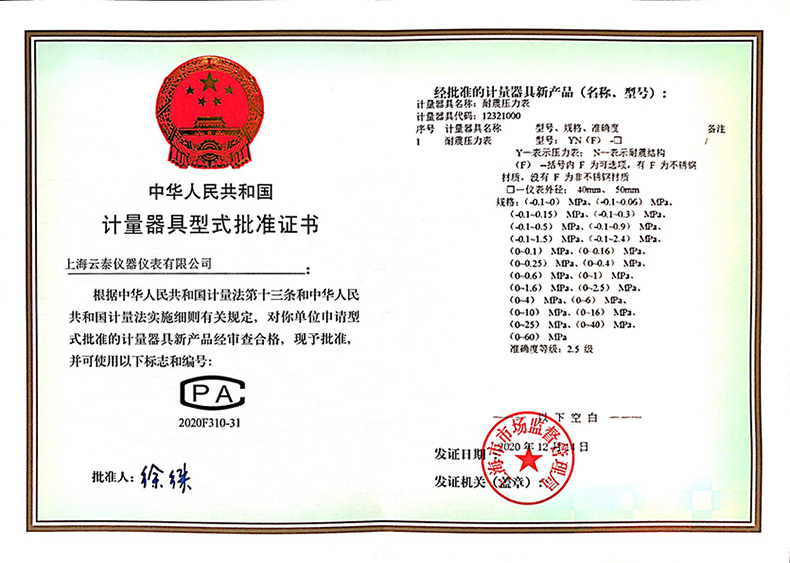 中华人民共和国
计量器具型式批准证书
上海云泰仪器仪表有限公司:
根据中华人民共和国计量法第十三条和中华人民
共和国计量法实施细则有关规定，对你单位申请型
式批准的计量器具新产品经审查合格，现予批准，
并可使用以下标志和编号:
CPA
2020F310-31
批准人:
经批准的计量器具新产品（名称、型号）:
计量器具名称: 耐震压力表
计量器具代码: 12321000
序号 计量器具名称 型号、规格、准确度 备注
1 耐震压力表 型号: YN（F）-□ /
Y—表示压力表; N—表示耐震结构
（F）—括号内 F 为可选项，有 F 为不锈钢
材质，没有 F 为非不锈钢材质
□—仪表外径: 40mm、 50mm
规格:（-0.1~0） MPa、（-0.1~0.06） MPa、
（-0.1~0.15） MPa、（-0.1~0.3） MPa、
（-0.1~0.5） MPa、（-0.1~0.9） MPa、
（-0.1~1.5） MPa、（-0.1~2.4） MPa、
（0~0.1） MPa、（0~0.16） MPa、
（0~0.25） MPa、（0~0.4） MPa、
（0~0.6） MPa、（0~1） MPa、
（0~1.6） MPa、（0~2.5） MPa、
（0~4） MPa、（0~6） MPa、
（0~10） MPa、（0~16） MPa、
（0~25） MPa、（0~40） MPa、
（0~60） MPa
准确度等级: 2.5 级
以下空白
发证日期: 2020 年 12 月 11 日
发证机关（盖章）:
海市市场监督管理局